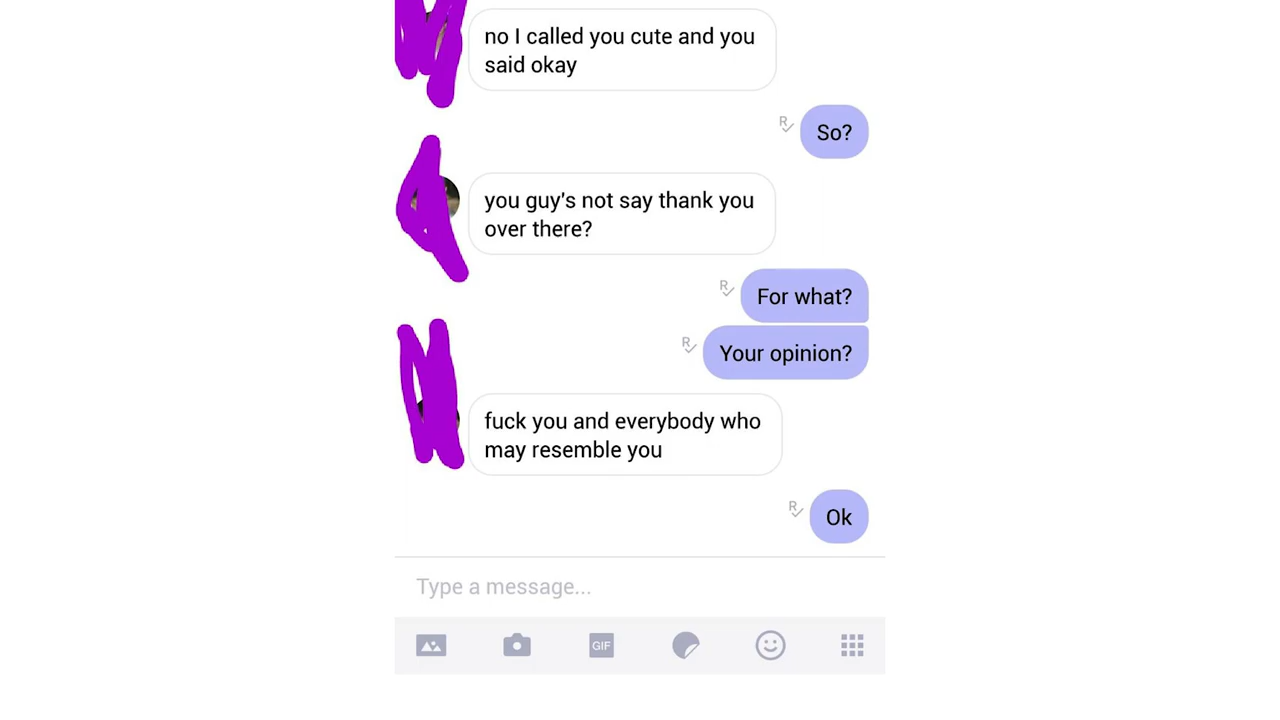 no I called you cute and you
said okay
R
So?
you guy's not say thank you
over there?
R
For what?
R
Your opinion?
fuck you and everybody who
may resemble you
R
Ok
Type a message...
GIF